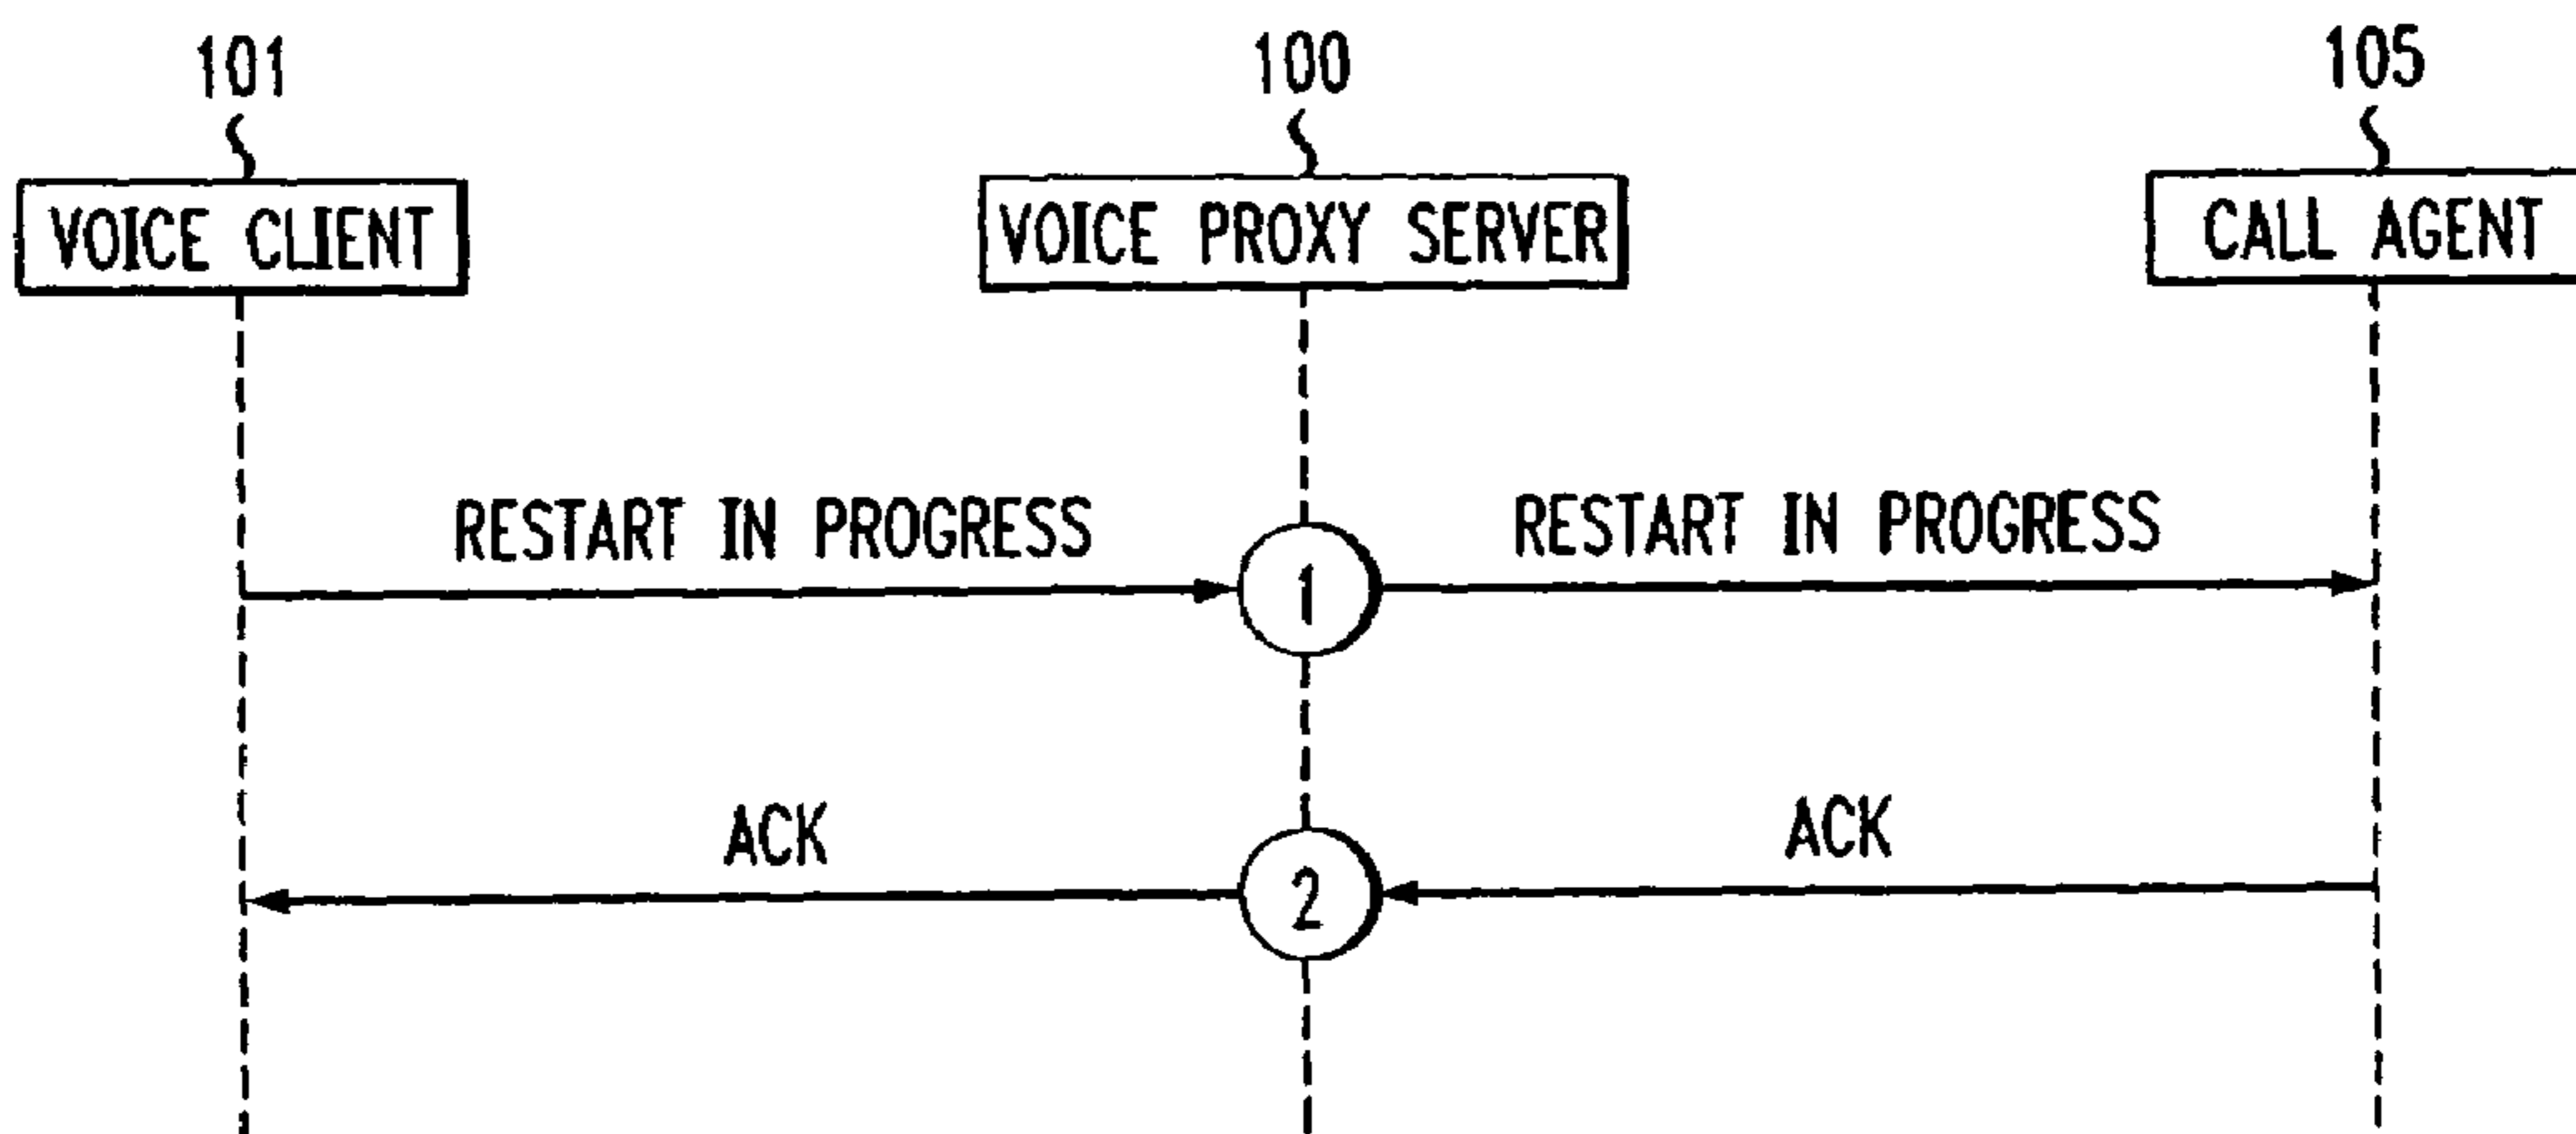 101 100 105
VOICE CLIENT VOICE PROXY SERVER CALL AGENT
RESTART IN PROGRESS RESTART IN PROGRESS
1
ACK ACK
2